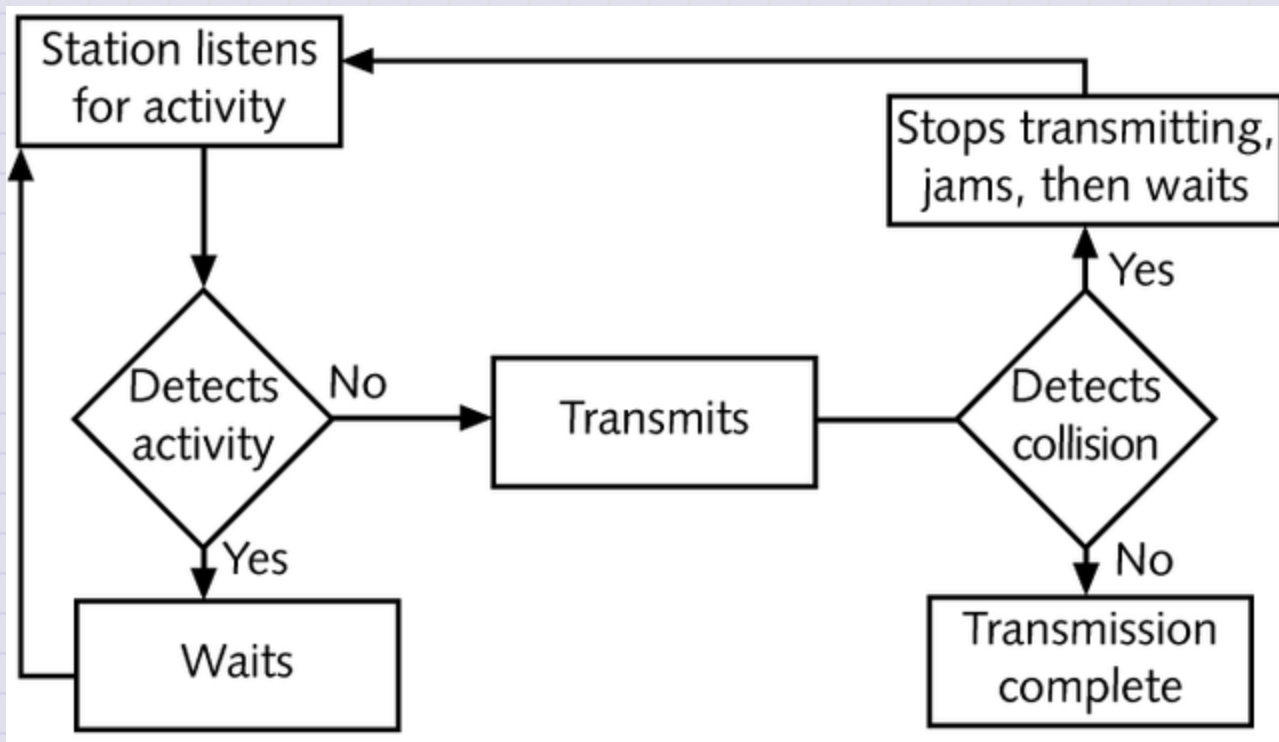 Station listens
for activity
Stops transmitting,
jams, then waits
Yes
Detects
activity
No
Transmits
Detects
collision
Yes
No
Waits
Transmission
complete